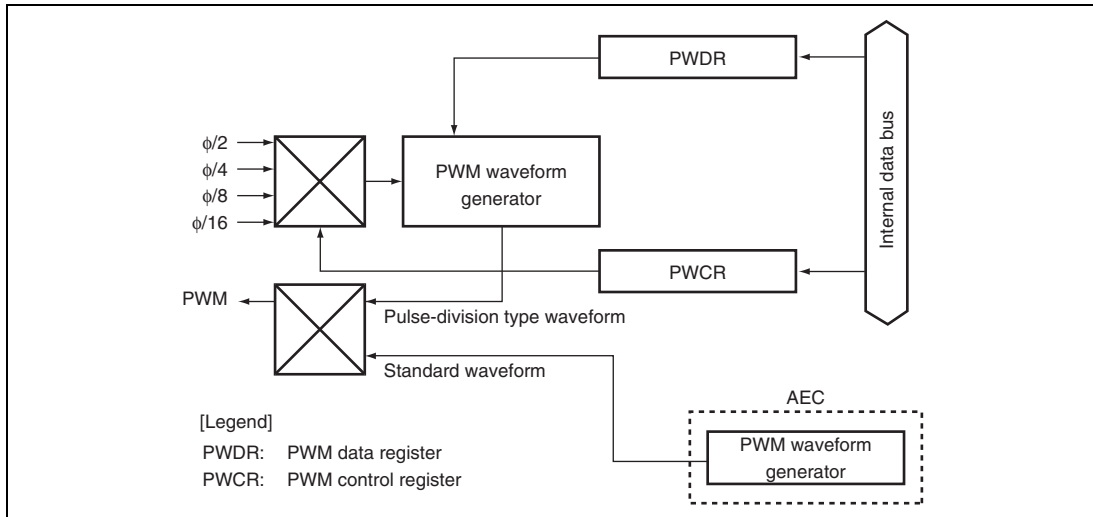 PWDR
φ/2
φ/4
φ/8
φ/16
PWM waveform
generator
Internal data bus
PWCR
PWM
Pulse-division type waveform
Standard waveform
AEC
PWM waveform
generator
[Legend]
PWDR: PWM data register
PWCR: PWM control register